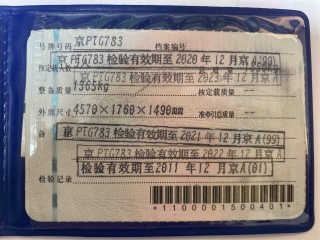 号牌号码 京PTG783 档案编号
京PTG783检验有效期至2020年12月京A(99)
核定载人数
京PTG783检验有效期至2023年12月京A
整备质量 1365kg 核定载质量 --
外廓尺寸 4570×1760×1490mm 准牵引总质量 --
备 京PTG783检验有效期至2021年12月京A(99)
京PTG783检验有效期至2022年12月京A
检验有效期至2011年12月京A(01)
检验记录
*1100001500401*